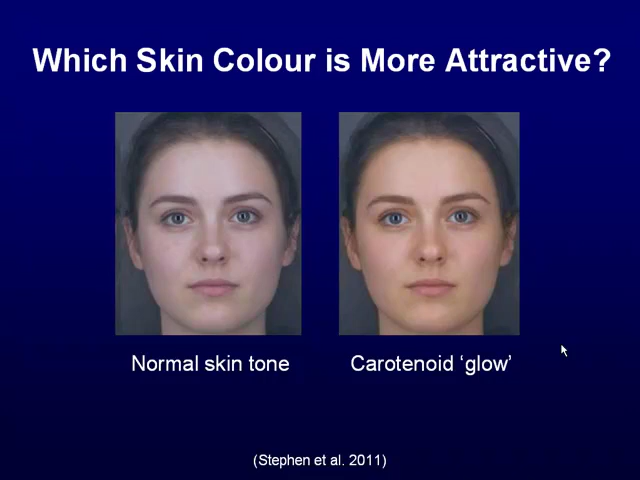 Which Skin Colour is More Attractive?
Normal skin tone
Carotenoid ‘glow’
(Stephen et al. 2011)